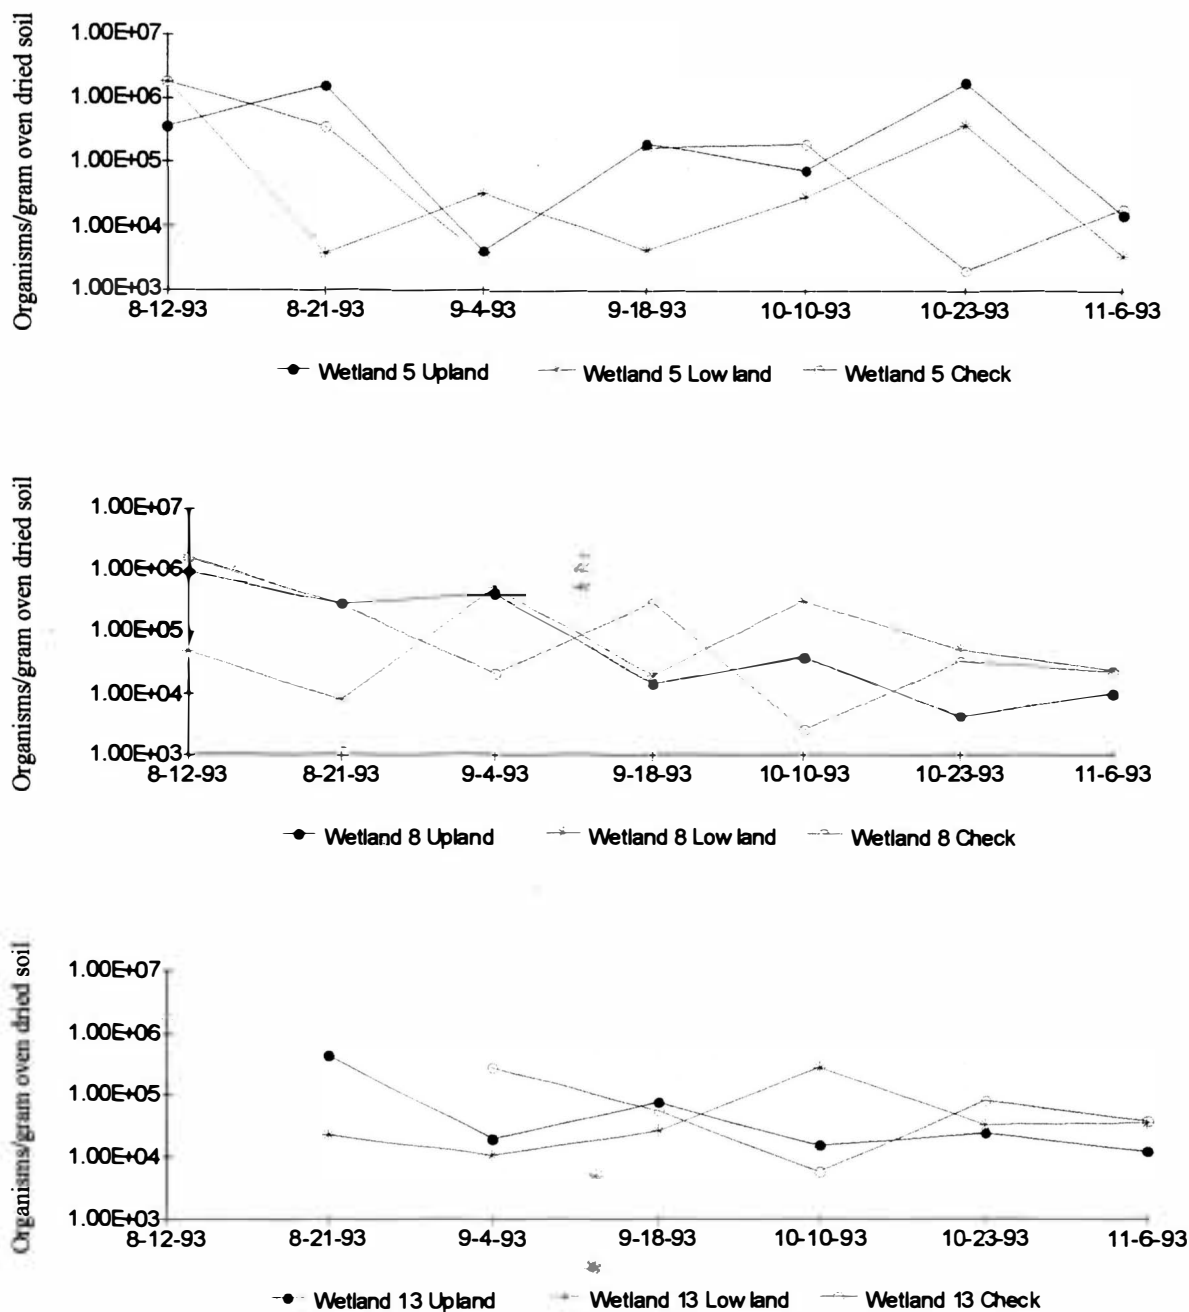 Organisms/gram oven dried soil
1.00E+07
1.00E+06
1.00E+05
1.00E+04
1.00E+03
8-12-93 8-21-93 9-4-93 9-18-93 10-10-93 10-23-93 11-6-93
Wetland 5 Upland Wetland 5 Low land Wetland 5 Check
Organisms/gram oven dried soil
1.00E+07
1.00E+06
1.00E+05
1.00E+04
1.00E+03
8-12-93 8-21-93 9-4-93 9-18-93 10-10-93 10-23-93 11-6-93
Wetland 8 Upland Wetland 8 Low land Wetland 8 Check
Organisms/gram oven dried soil
1.00E+07
1.00E+06
1.00E+05
1.00E+04
1.00E+03
8-12-93 8-21-93 9-4-93 9-18-93 10-10-93 10-23-93 11-6-93
Wetland 13 Upland Wetland 13 Low land Wetland 13 Check